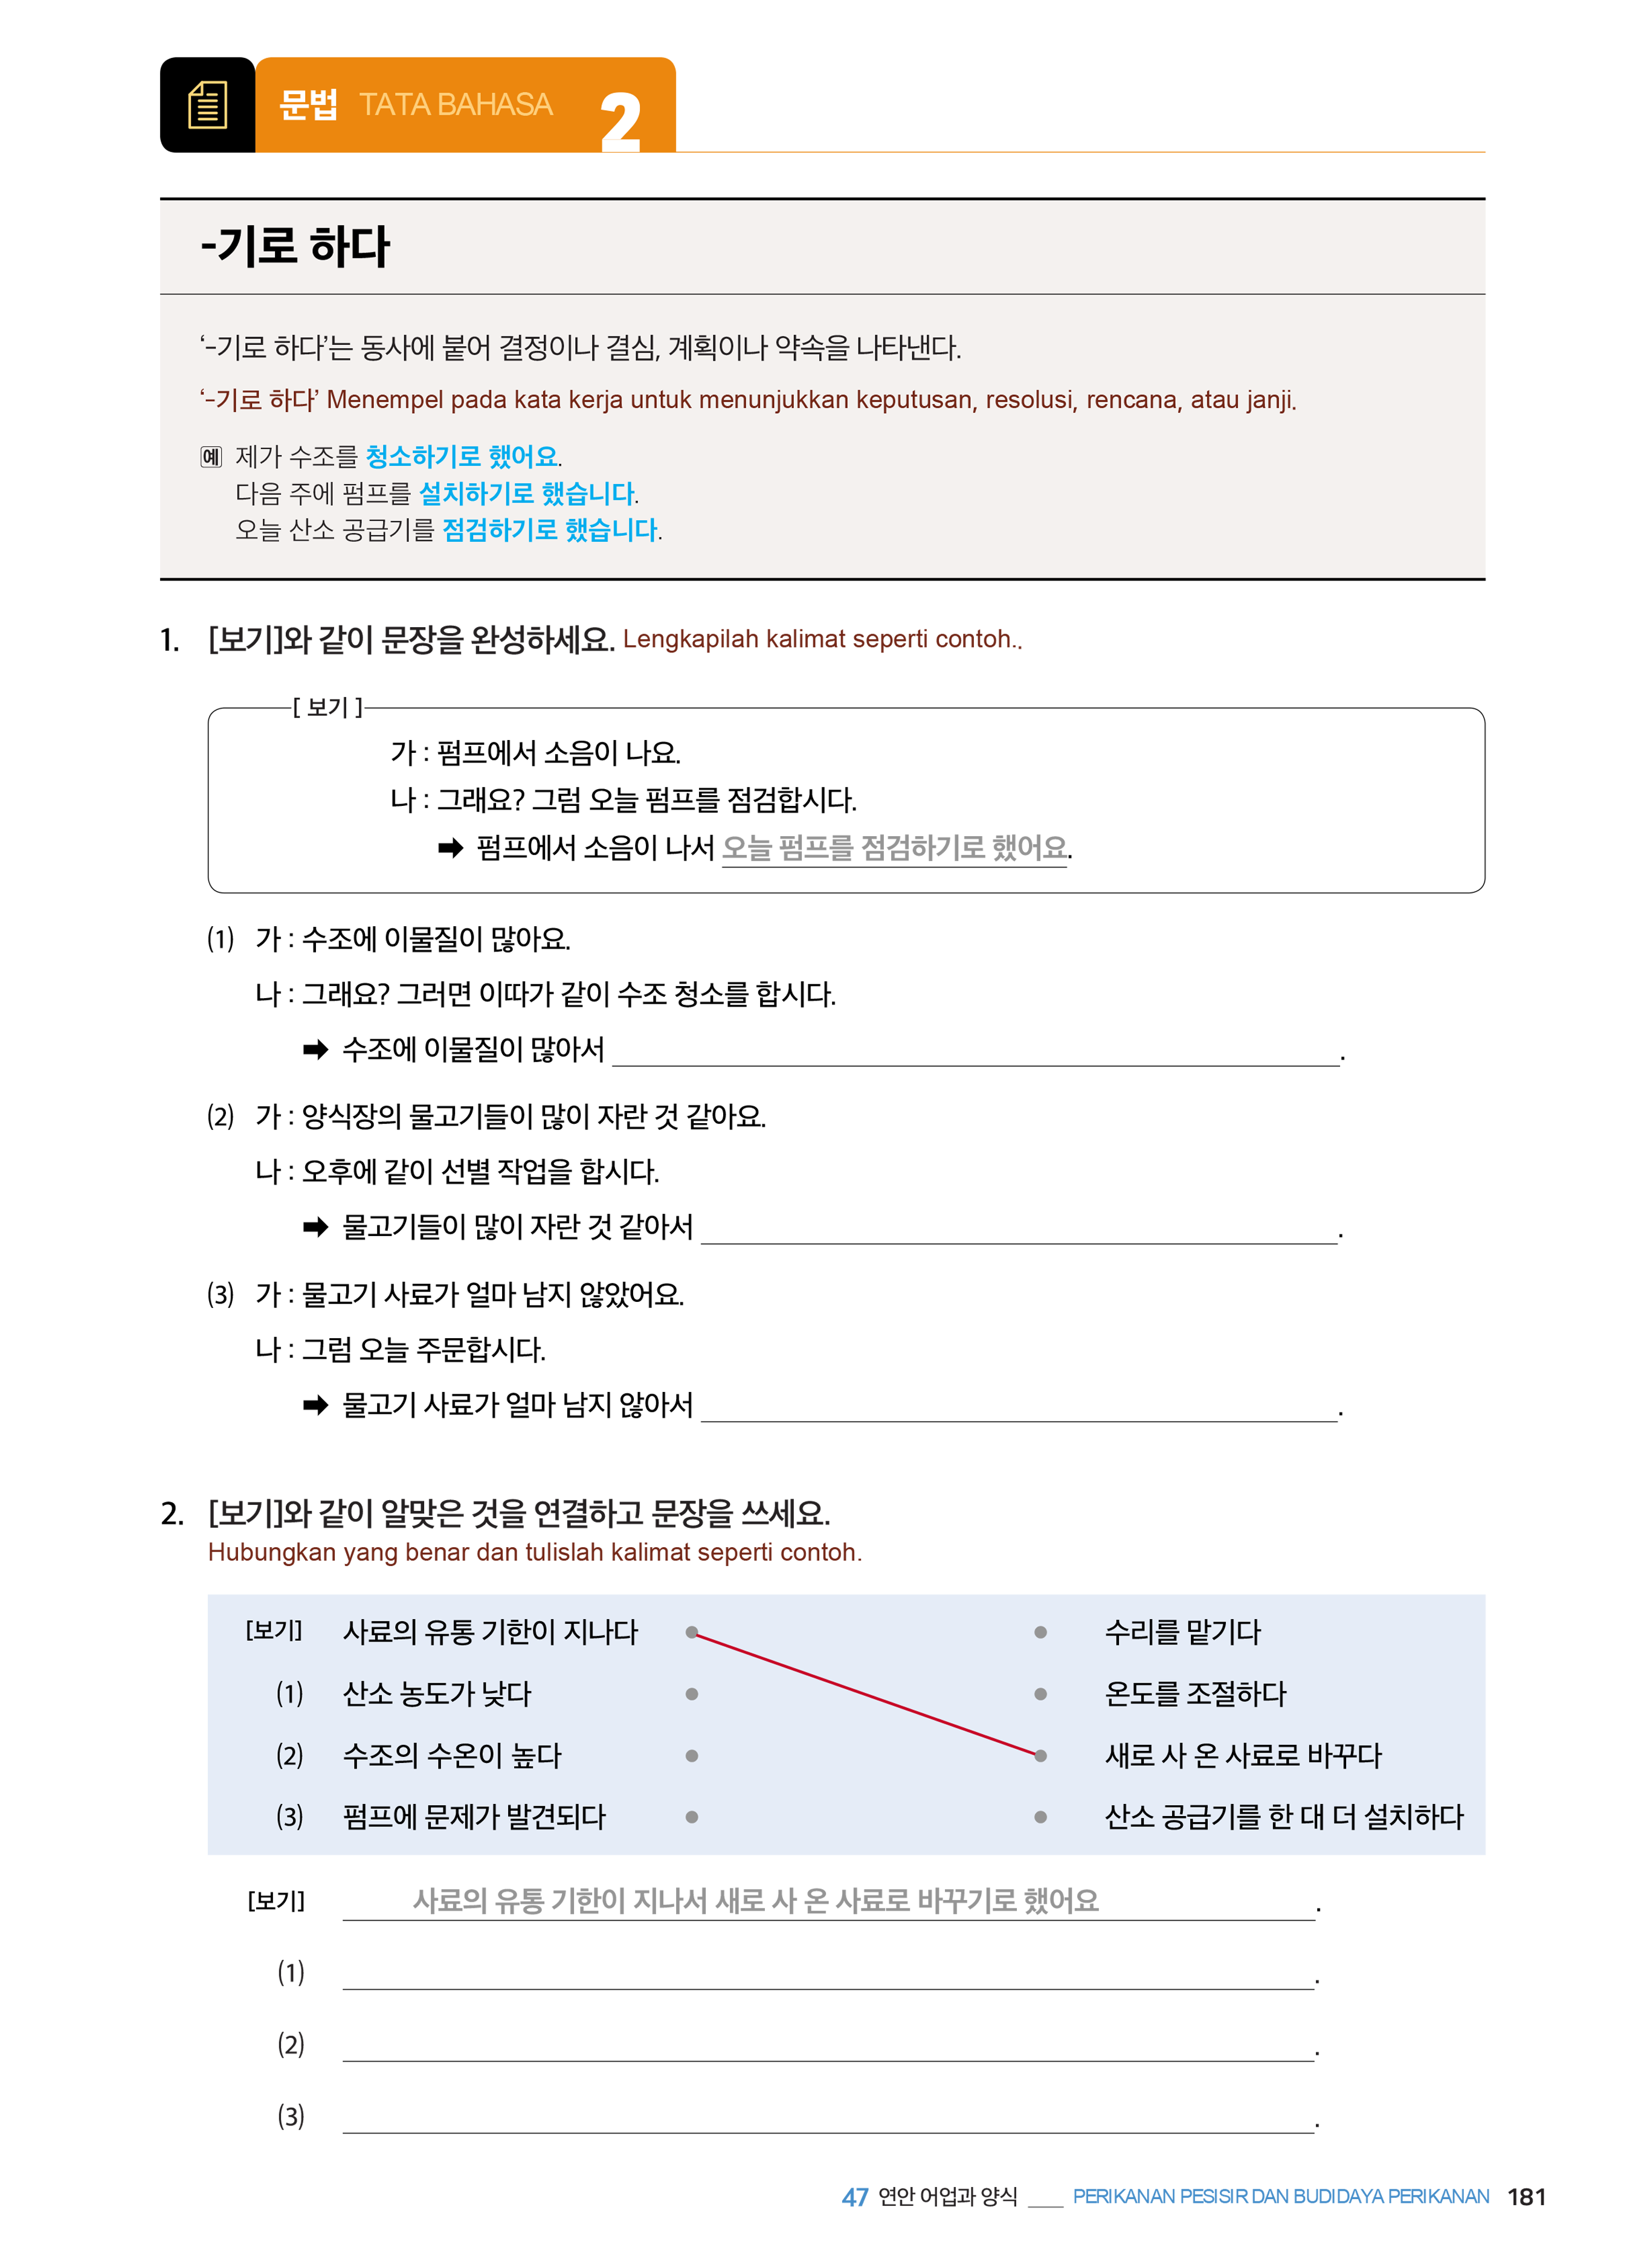 문법 TATA BAHASA 2
-기로 하다
‘-기로 하다’는 동사에 붙어 결정이나 결심, 계획이나 약속을 나타낸다.
‘-기로 하다’ Menempel pada kata kerja untuk menunjukkan keputusan, resolusi, rencana, atau janji.
예 제가 수조를 청소하기로 했어요.
다음 주에 펌프를 설치하기로 했습니다.
오늘 산소 공급기를 점검하기로 했습니다.
1. [보기]와 같이 문장을 완성하세요. Lengkapilah kalimat seperti contoh..
[ 보기 ]
가 : 펌프에서 소음이 나요.
나 : 그래요? 그럼 오늘 펌프를 점검합시다.
➡ 펌프에서 소음이 나서 오늘 펌프를 점검하기로 했어요.
(1) 가 : 수조에 이물질이 많아요.
나 : 그래요? 그러면 이따가 같이 수조 청소를 합시다.
➡ 수조에 이물질이 많아서 ______.
(2) 가 : 양식장의 물고기들이 많이 자란 것 같아요.
나 : 오후에 같이 선별 작업을 합시다.
➡ 물고기들이 많이 자란 것 같아서 ______.
(3) 가 : 물고기 사료가 얼마 남지 않았어요.
나 : 그럼 오늘 주문합시다.
➡ 물고기 사료가 얼마 남지 않아서 ______.
2. [보기]와 같이 알맞은 것을 연결하고 문장을 쓰세요.
Hubungkan yang benar dan tulislah kalimat seperti contoh.
[보기] 사료의 유통 기한이 지나다 ● ● 수리를 맡기다
(1) 산소 농도가 낮다 ● ● 온도를 조절하다
(2) 수조의 수온이 높다 ● ● 새로 사 온 사료로 바꾸다
(3) 펌프에 문제가 발견되다 ● ● 산소 공급기를 한 대 더 설치하다
[보기] 사료의 유통 기한이 지나서 새로 사 온 사료로 바꾸기로 했어요.
(1) ______.
(2) ______.
(3) ______.
47 연안 어업과 양식 ___ PERIKANAN PESISIR DAN BUDIDAYA PERIKANAN 181